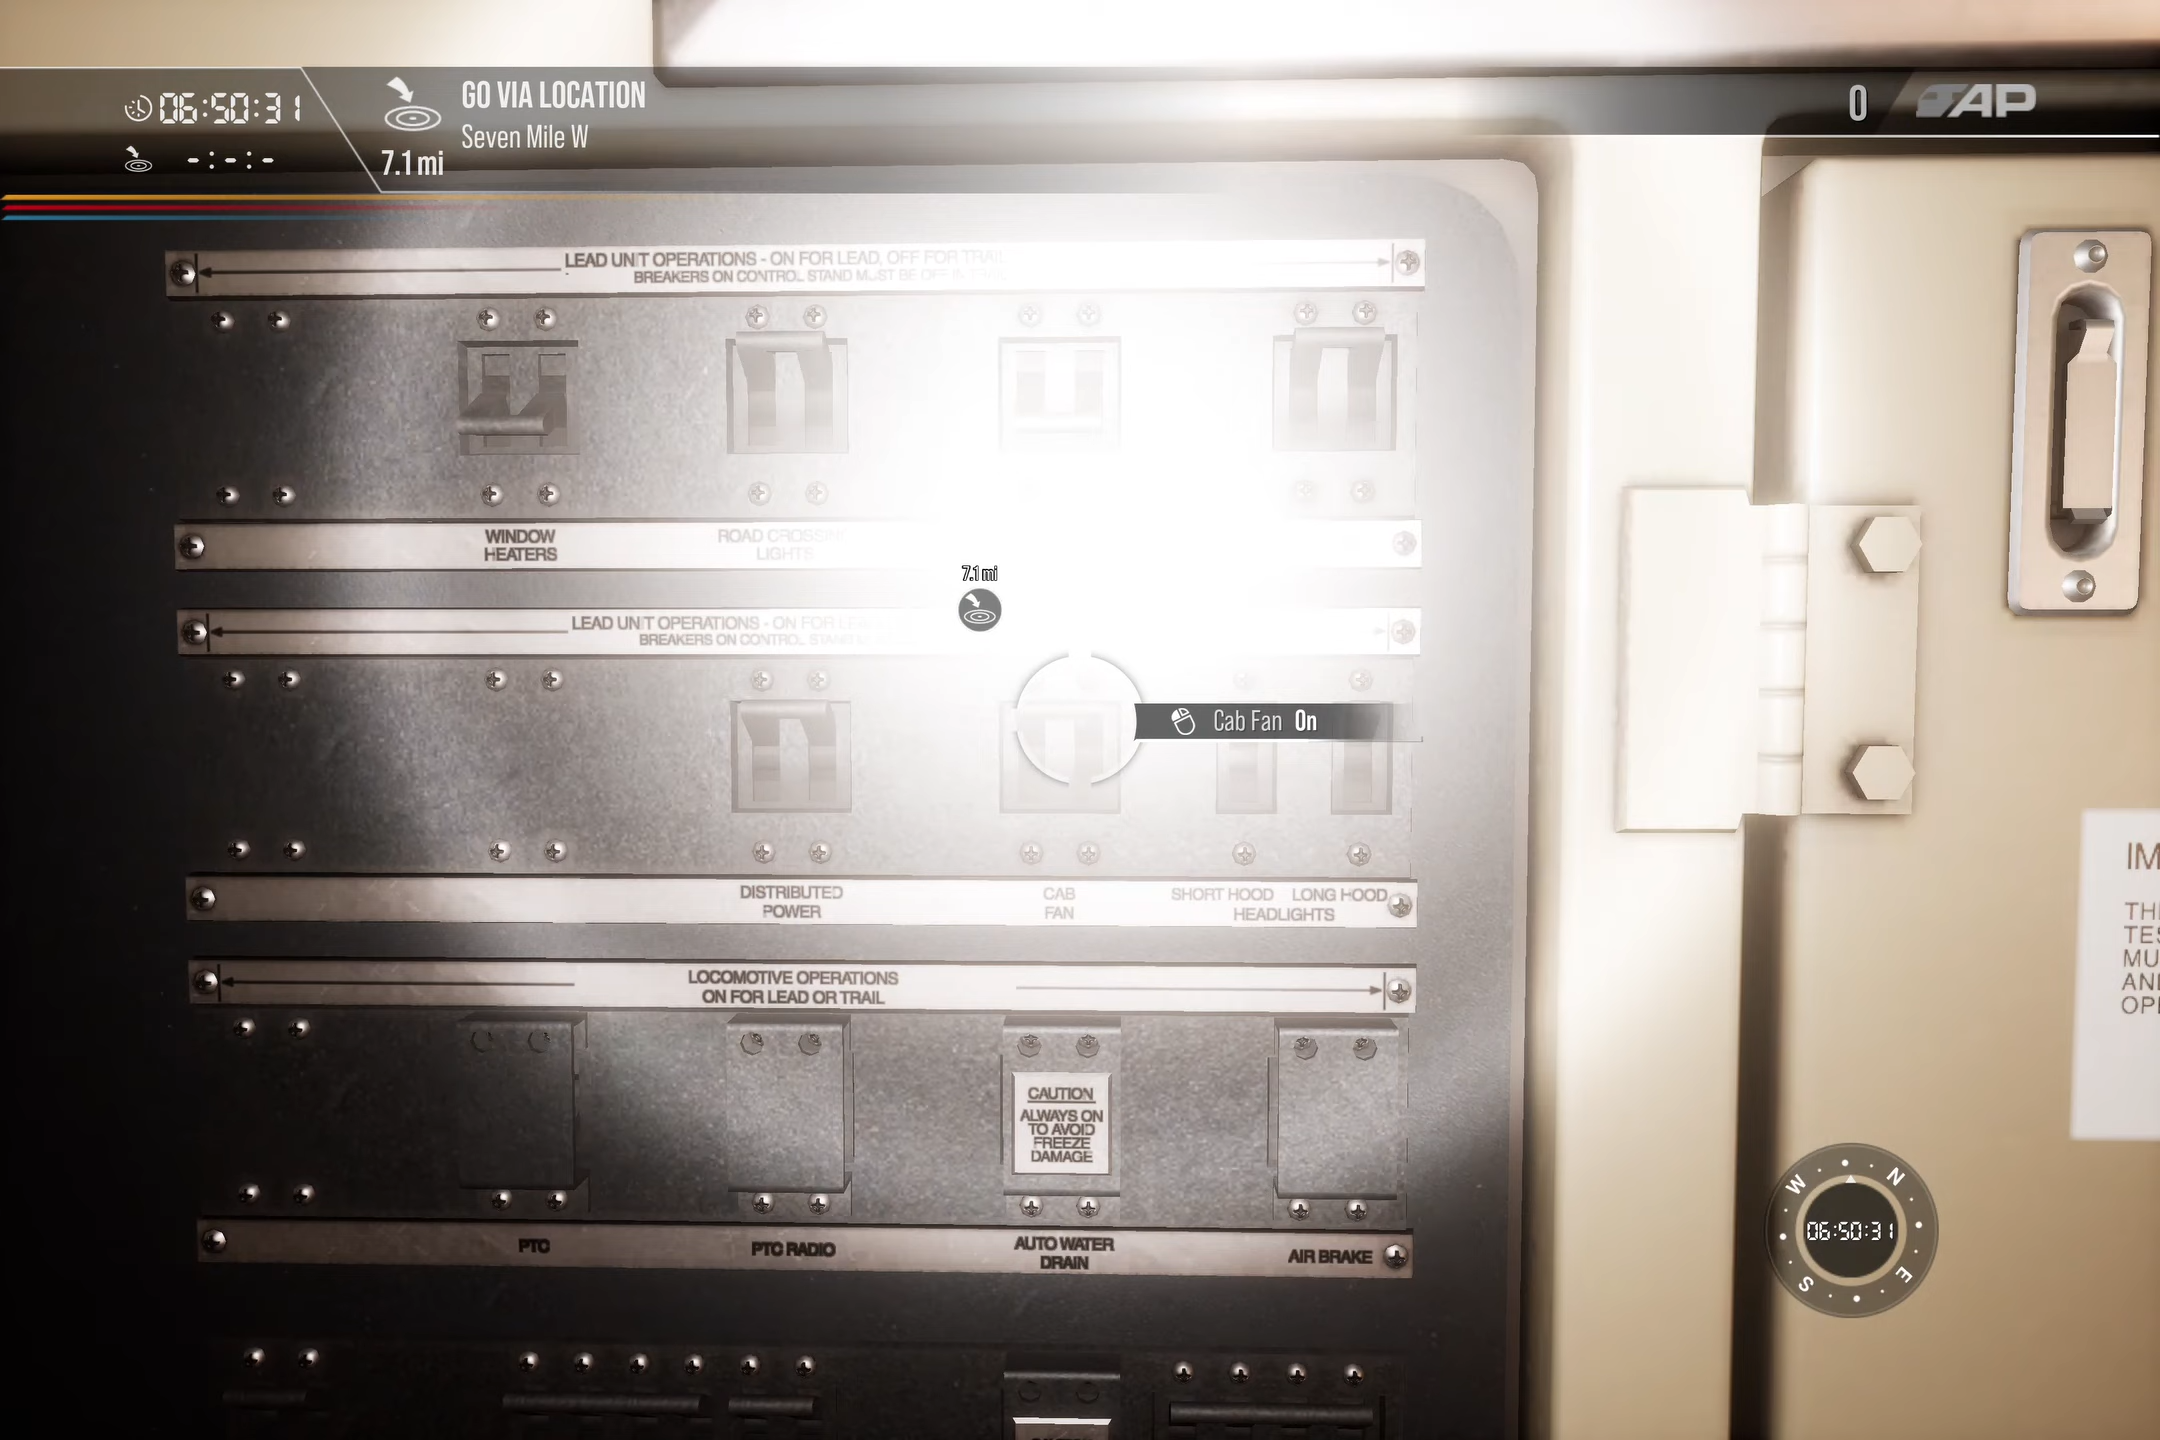 06:50:31
-:-:-
GO VIA LOCATION
Seven Mile W
7.1 mi
0
AP
LEAD UNIT OPERATIONS - ON FOR LEAD, OFF FOR TRAIL
BREAKERS ON CONTROL STAND MUST BE OFF IN
WINDOW
HEATERS
ROAD CROSSING
LIGHTS
7.1 mi
LEAD UNIT OPERATIONS - ON FOR
BREAKERS ON CONTROL STAND
Cab Fan On
DISTRIBUTED
POWER
CAB
FAN
SHORT HOOD LONG HOOD
HEADLIGHTS
LOCOMOTIVE OPERATIONS
ON FOR LEAD OR TRAIL
CAUTION
ALWAYS ON
TO AVOID
FREEZE
DAMAGE
PTC
PTC RADIO
AUTO WATER
DRAIN
AIR BRAKE
W N
06:50:31
S E